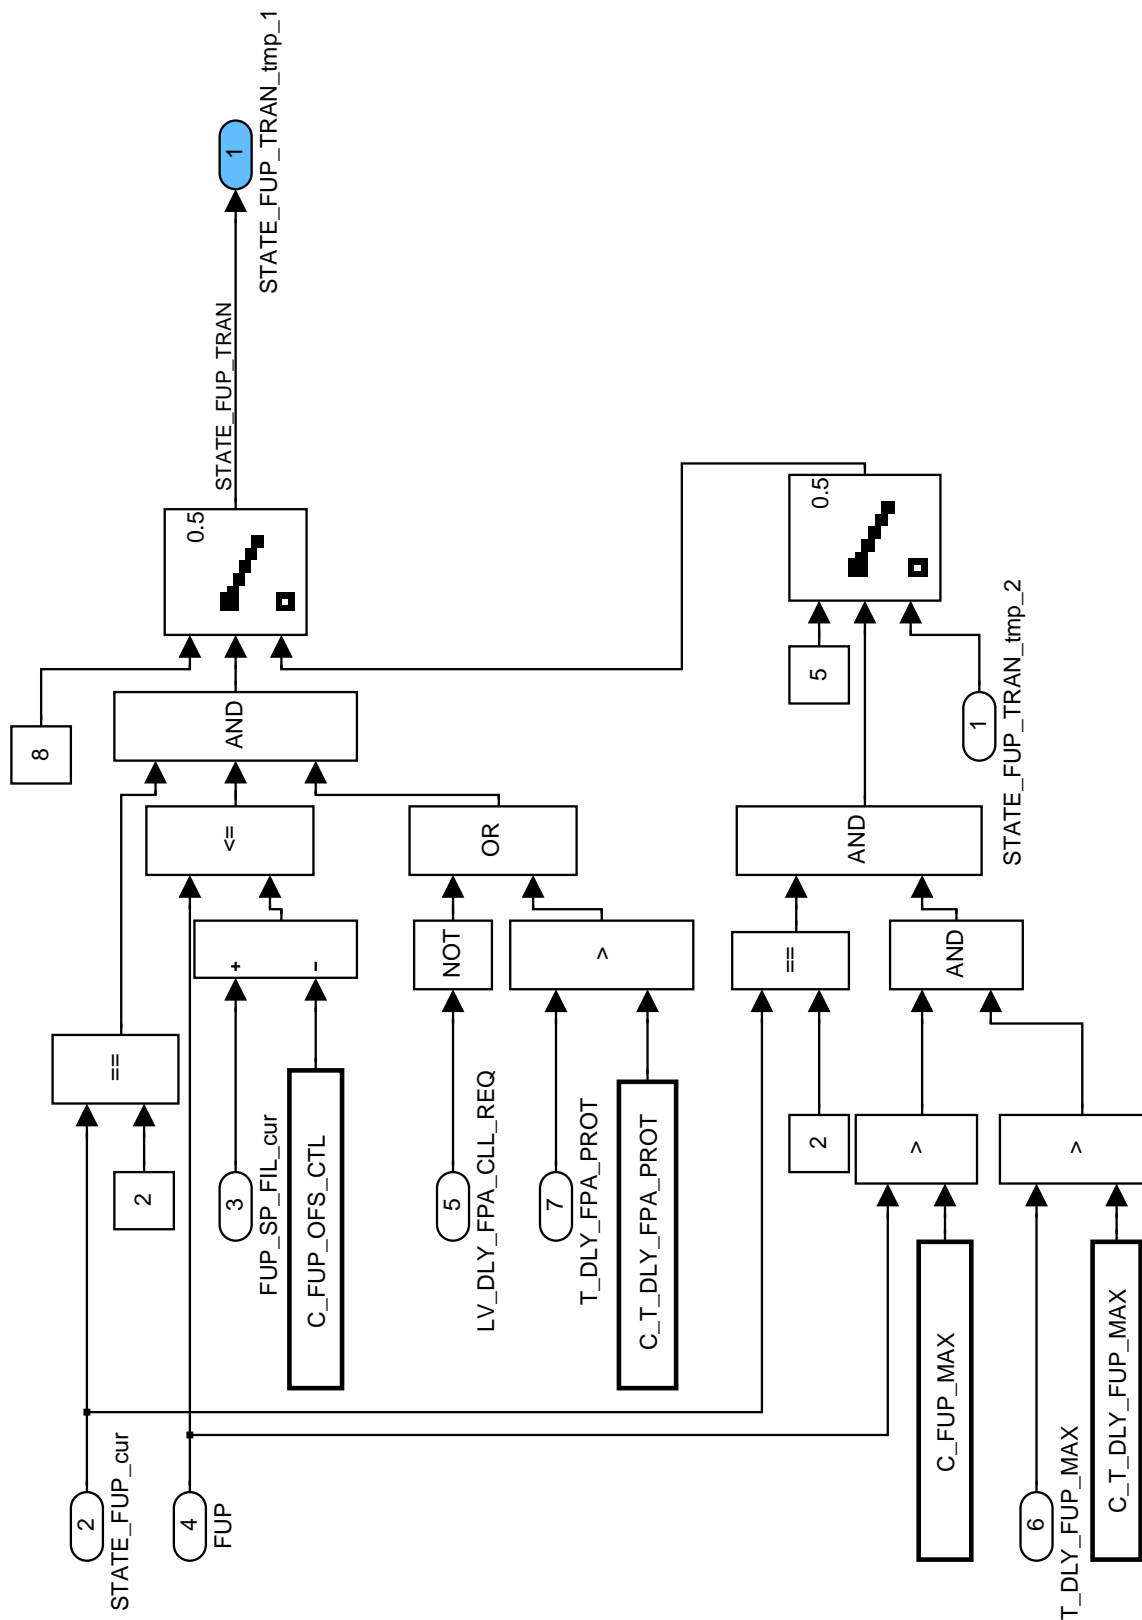 2
STATE_FUP_cur
4
FUP
2
==
3
FUP_SP_FIL_cur
C_FUP_OFS_CTL
+
-
<=
8
AND
0.5
STATE_FUP_TRAN
1
STATE_FUP_TRAN_tmp_1
5
LV_DLY_FPA_CLL_REQ
NOT
7
T_DLY_FPA_PROT
C_T_DLY_FPA_PROT
>
OR
2
==
C_FUP_MAX
>
6
T_DLY_FUP_MAX
C_T_DLY_FUP_MAX
>
AND
AND
5
1
STATE_FUP_TRAN_tmp_2
0.5